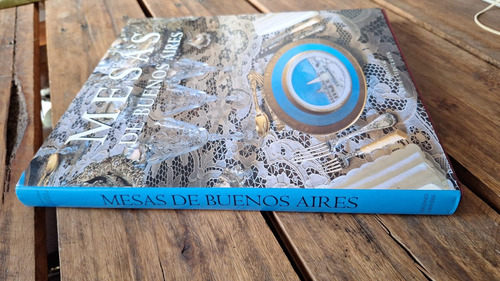 MESAS
DE BUENOS AIRES
MESAS DE BUENOS AIRES